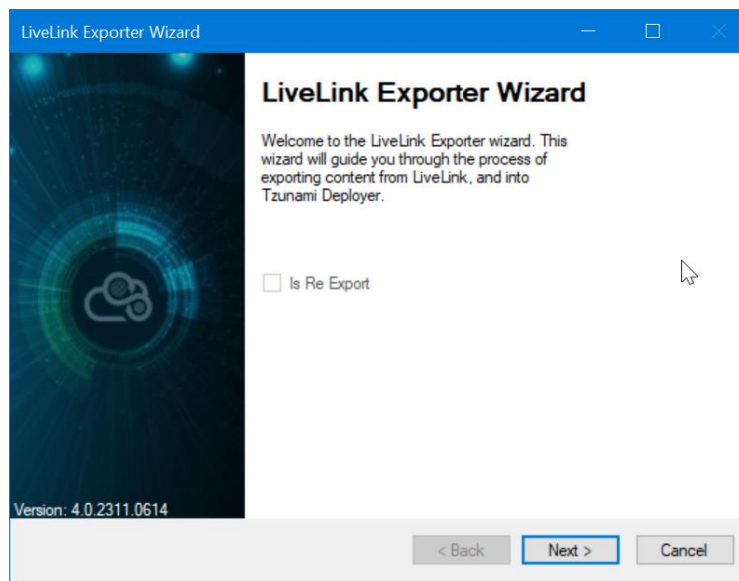 LiveLink Exporter Wizard
LiveLink Exporter Wizard
Welcome to the LiveLink Exporter wizard. This
wizard will guide you through the process of
exporting content from LiveLink, and into
Tzunami Deployer.
Is Re Export
Version: 4.0.2311.0614
< Back Next > Cancel